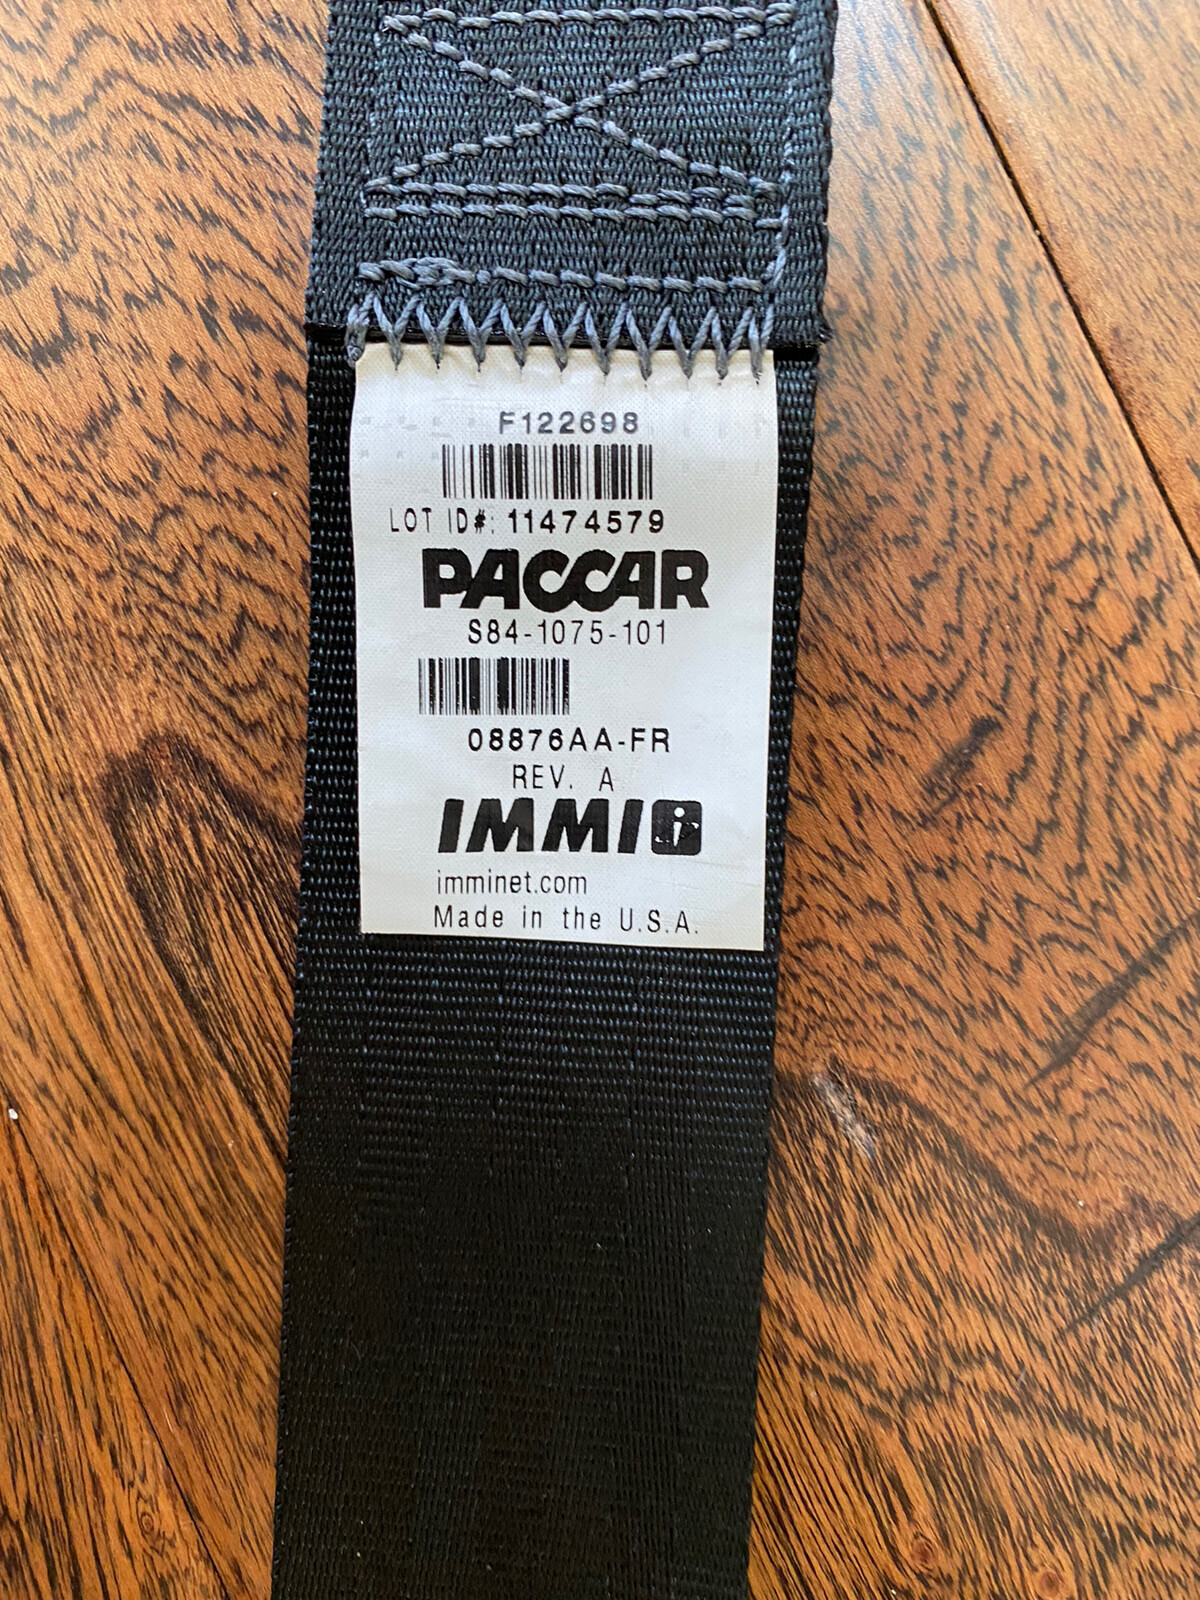 F122698
LOT ID#: 11474579
PACCAR
S84-1075-101
08876AA-FR
REV. A
IMMI
imminet.com
Made in the U.S.A.